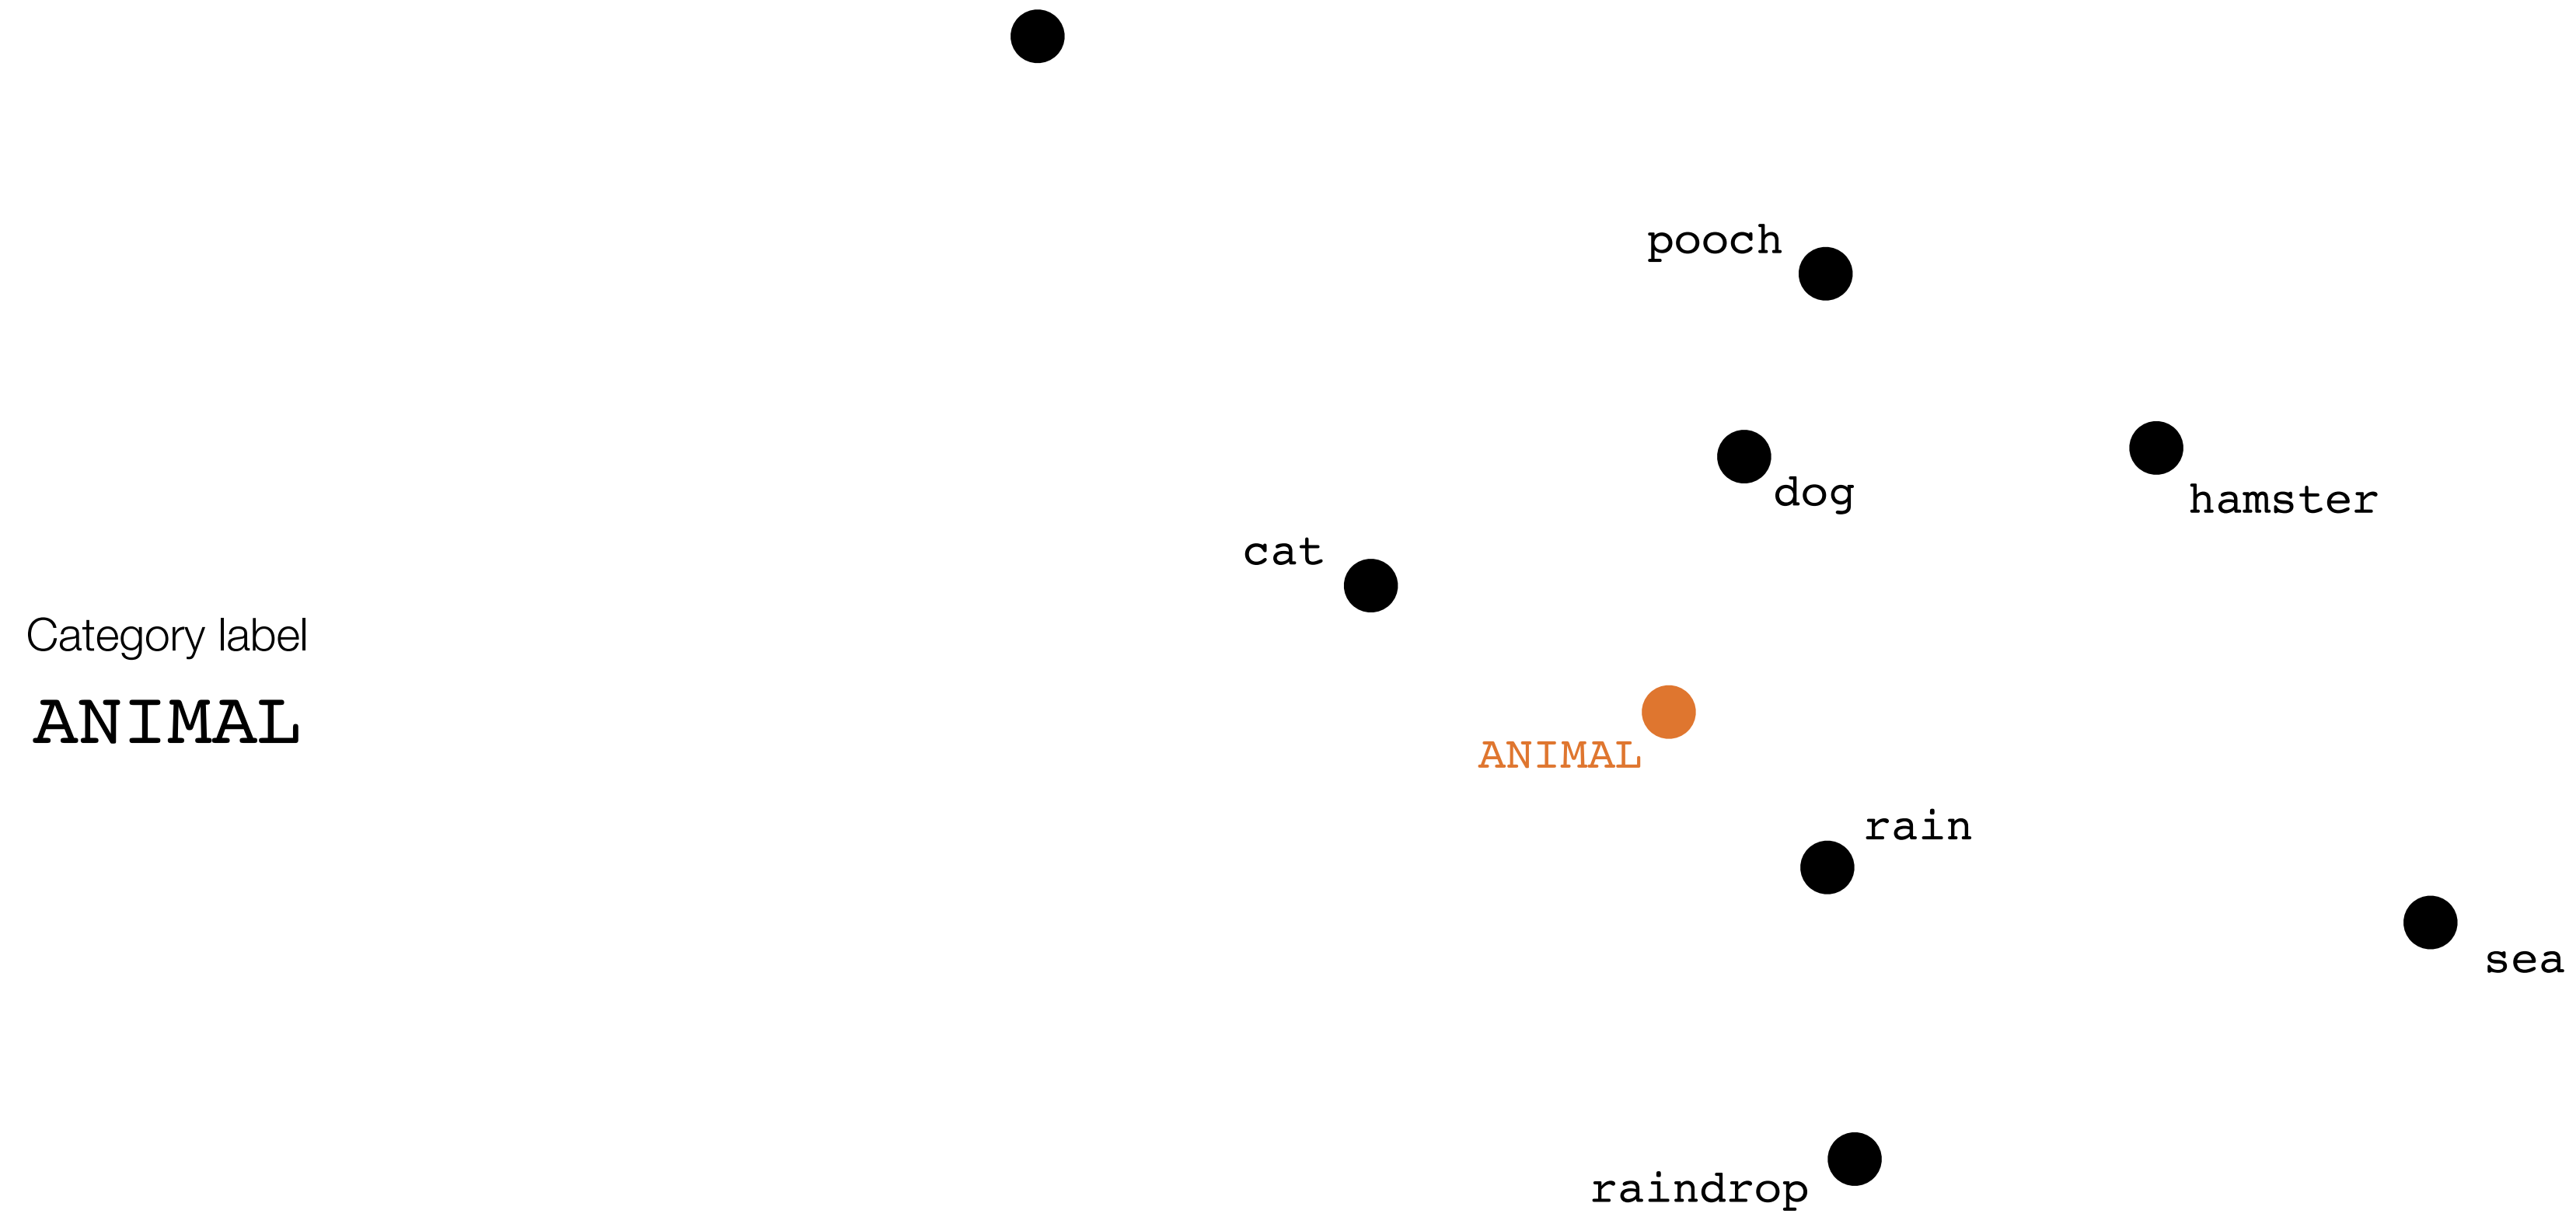 pooch
dog
hamster
cat
Category label
ANIMAL
ANIMAL
rain
sea
raindrop